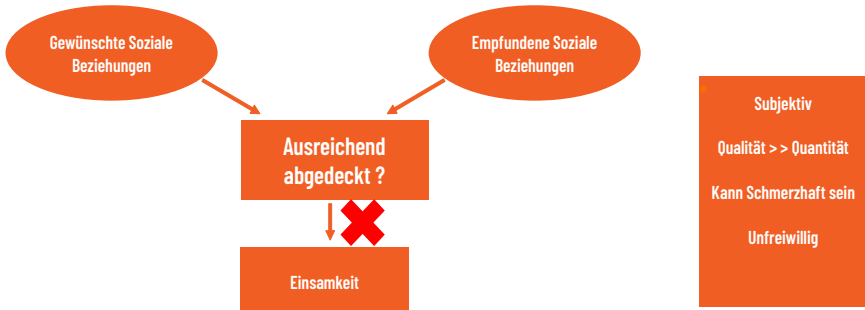 Gewünschte Soziale
Beziehungen
Empfundene Soziale
Beziehungen
Ausreichend
abgedeckt ?
Einsamkeit
Subjektiv
Qualität > > Quantität
Kann Schmerzhaft sein
Unfreiwillig